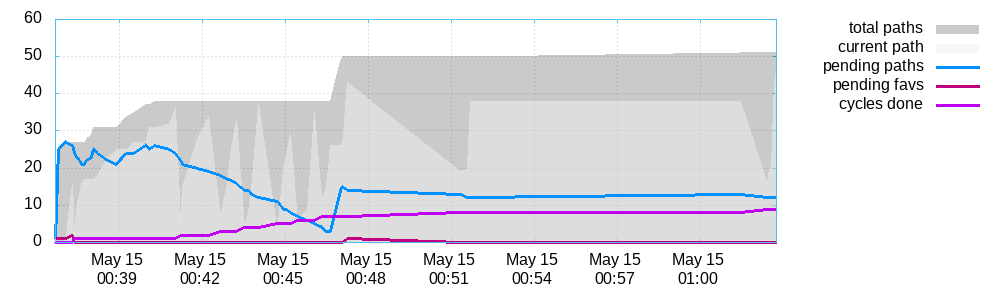 60
50
40
30
20
10
0
May 15 May 15 May 15 May 15 May 15 May 15 May 15 May 15
00:39 00:42 00:45 00:48 00:51 00:54 00:57 01:00
total paths
current path
pending paths
pending favs
cycles done